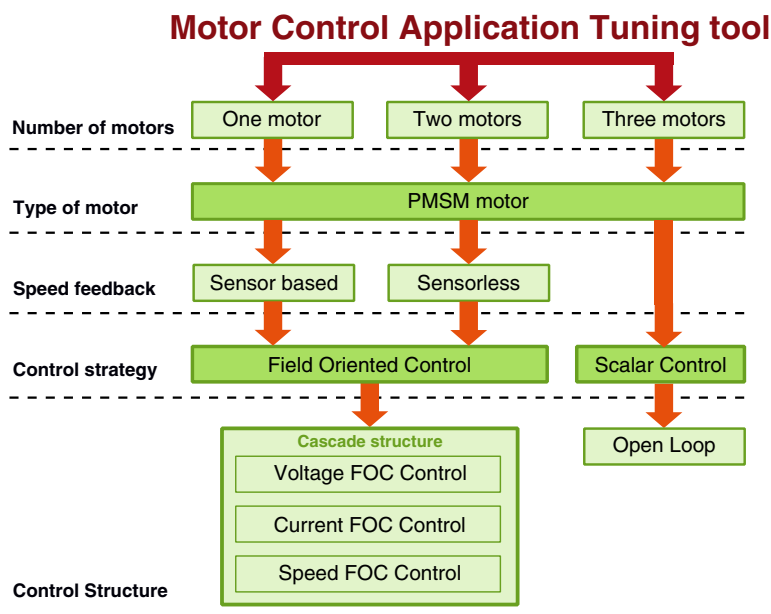 Motor Control Application Tuning tool
Number of motors
One motor
Two motors
Three motors
Type of motor
PMSM motor
Speed feedback
Sensor based
Sensorless
Control strategy
Field Oriented Control
Scalar Control
Cascade structure
Open Loop
Voltage FOC Control
Current FOC Control
Speed FOC Control
Control Structure